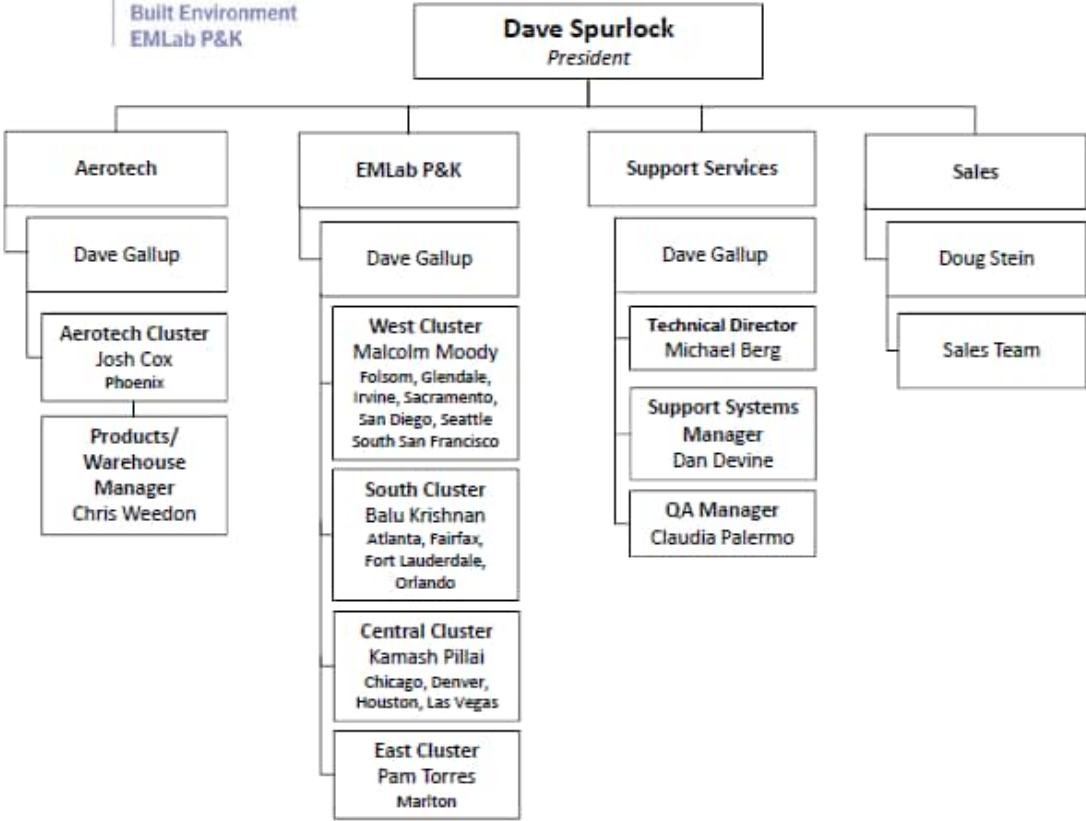 Built Environment
EMLab P&K
Dave Spurlock
President
Aerotech
Dave Gallup
Aerotech Cluster
Josh Cox
Phoenix
Products/
Warehouse
Manager
Chris Weedon
EMLab P&K
Dave Gallup
West Cluster
Malcolm Moody
Folsom, Glendale,
Irvine, Sacramento,
San Diego, Seattle
South San Francisco
South Cluster
Balu Krishnan
Atlanta, Fairfax,
Fort Lauderdale,
Orlando
Central Cluster
Kamash Pillai
Chicago, Denver,
Houston, Las Vegas
East Cluster
Pam Torres
Marlton
Support Services
Dave Gallup
Technical Director
Michael Berg
Support Systems
Manager
Dan Devine
QA Manager
Claudia Palermo
Sales
Doug Stein
Sales Team